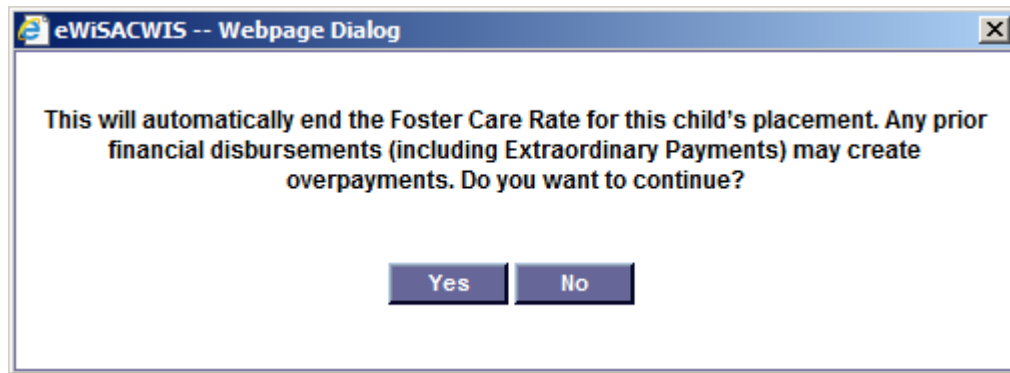 eWiSACWIS -- Webpage Dialog
This will automatically end the Foster Care Rate for this child's placement. Any prior
financial disbursements (including Extraordinary Payments) may create
overpayments. Do you want to continue?
Yes No